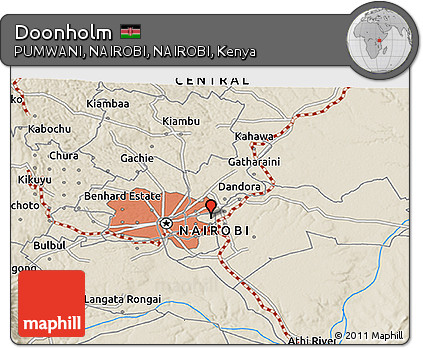 Doonholm
PUMWANI, NAIROBI, NAIROBI, Kenya
CENTRAL
Kiambaa
Kiambu
ko
Kabochu
Kahawa
Chura
Gachie
Gatharaini
Kikuyu
Dandora
Benhard Estate
choto
NAIROBI
Bulbul
gong
Langata Rongai
maphill
Athi River
© 2011 Maphill